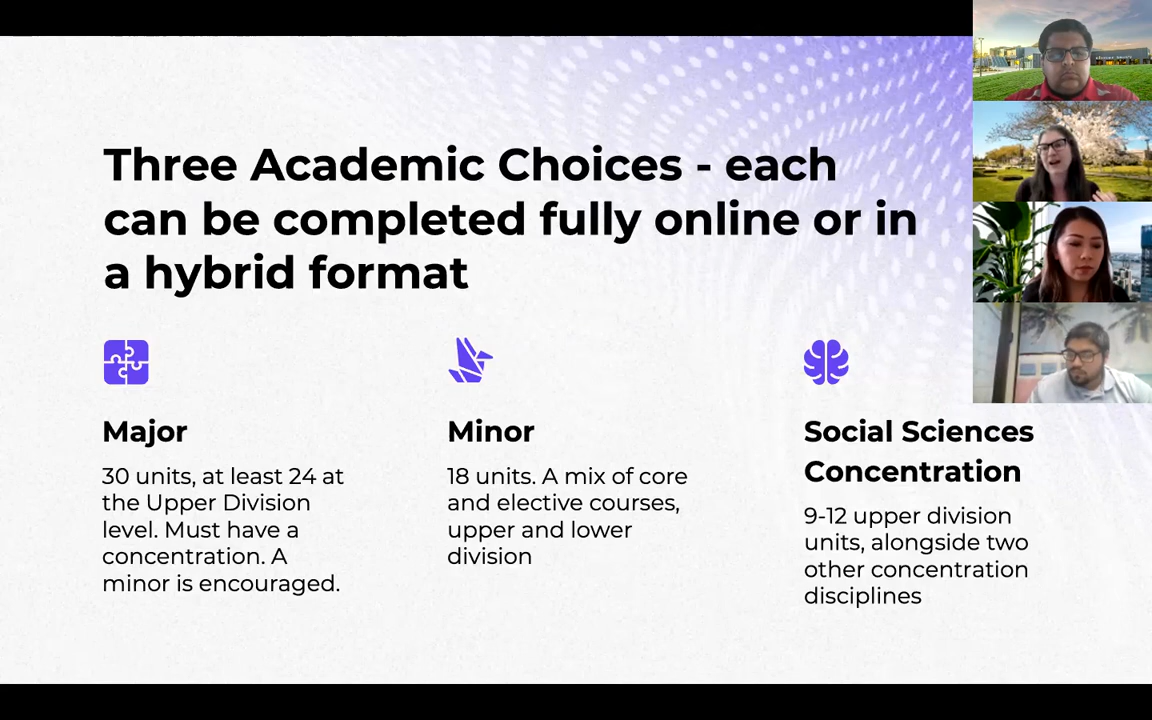 Three Academic Choices - each
can be completed fully online or in
a hybrid format
Major
30 units, at least 24 at
the Upper Division
level. Must have a
concentration. A
minor is encouraged.
Minor
18 units. A mix of core
and elective courses,
upper and lower
division
Social Sciences
Concentration
9-12 upper division
units, alongside two
other concentration
disciplines